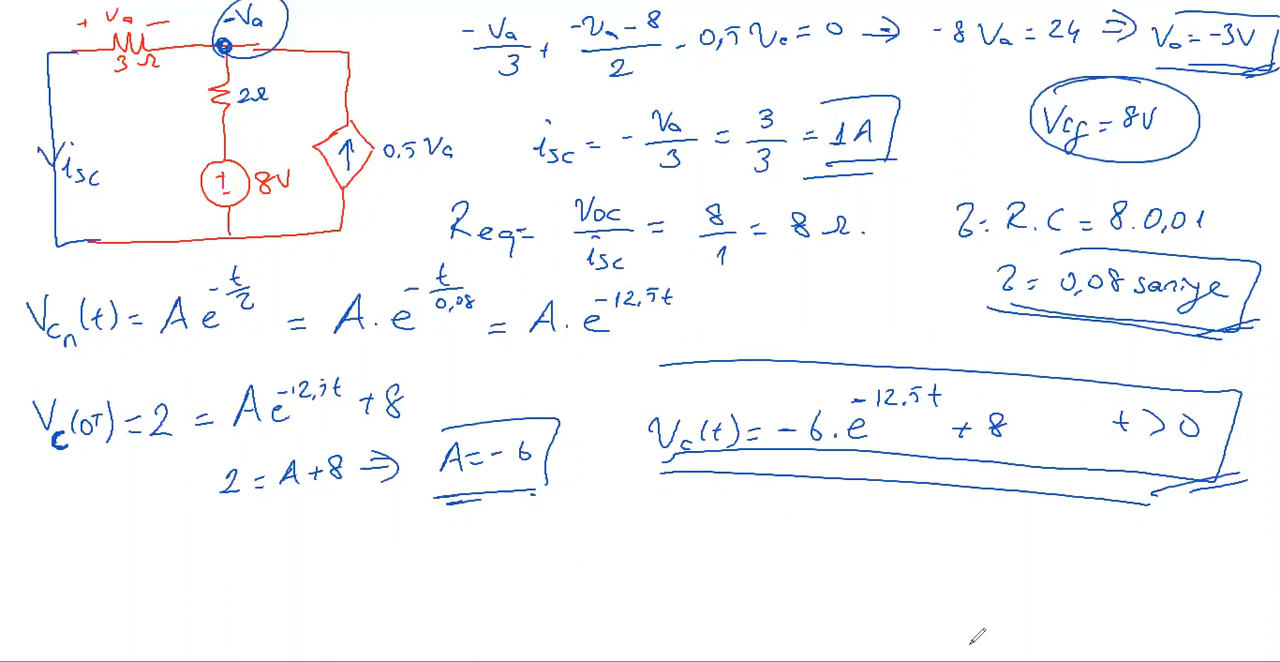 + Va −
3 Ω
-Va
2Ω
8V
0.5 Va
isc
-Va/3 + (-Va-8)/2 - 0,5 Va = 0 → -8 Va = 24 ⇒ Va = -3V
isc = -Va/3 = 3/3 = 1A
Vcf = 8V
Req = Voc/isc = 8/1 = 8 Ω.
τ = R.C = 8.0,01
τ = 0,08 saniye
Vcn(t) = A e^(-t/τ) = A. e^(-t/0,08) = A. e^(-12,5t)
Vc(0+) = 2 = A e^(-12,5t) + 8
2 = A+8 ⇒ A = -6
Vc(t) = -6. e^(-12.5t) + 8 t > 0